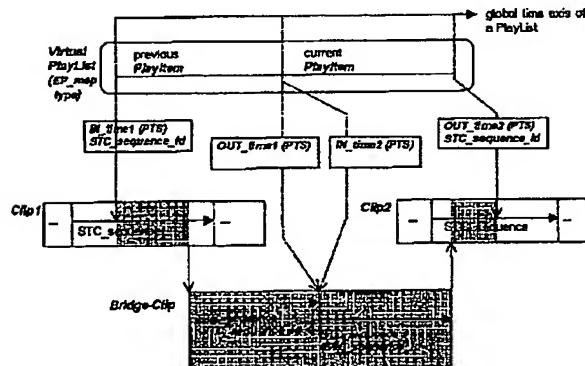 global time axis of
a PlayList
Virtual
PlayList
(EP_map
type)
previous
PlayItem
current
PlayItem
IN_time1 (PTS)
STC_sequence_id
OUT_time1 (PTS)
IN_time2 (PTS)
OUT_time2 (PTS)
STC_sequence_id
Clip1
Clip2
Bridge-Clip